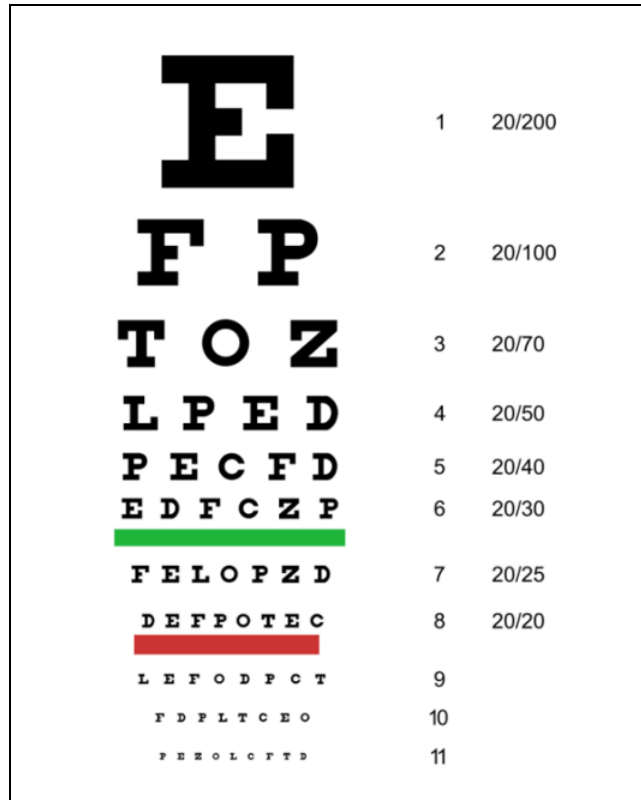 E 1 20/200
F P 2 20/100
T O Z 3 20/70
L P E D 4 20/50
P E C F D 5 20/40
E D F C Z P 6 20/30
F E L O P Z D 7 20/25
D E F P O T E C 8 20/20
L E F O D P C T 9
F D P L T C E O 10
P E Z O L C F T D 11